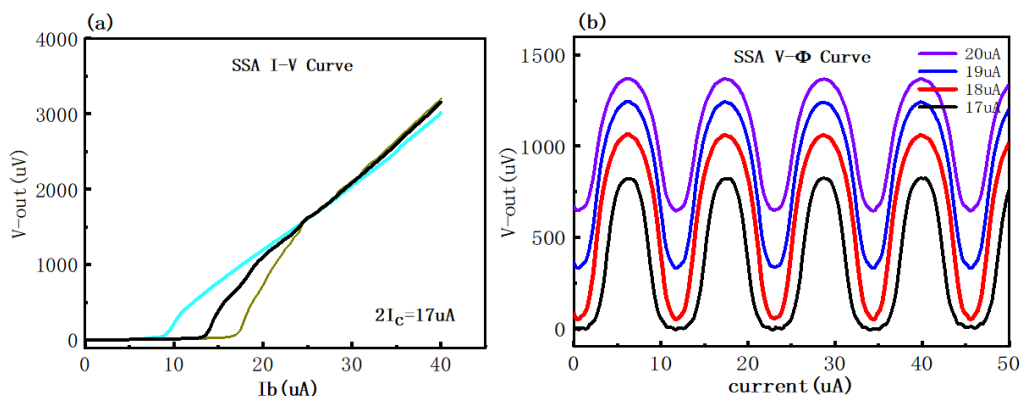 (a)
SSA I-V Curve
V-out(uV)
4000
3000
2000
1000
0
2Ic=17uA
0 10 20 30 40
Ib(uA)
(b)
SSA V-Φ Curve
20uA
19uA
18uA
17uA
V-out(uV)
1500
1000
500
0
0 10 20 30 40 50
current(uA)